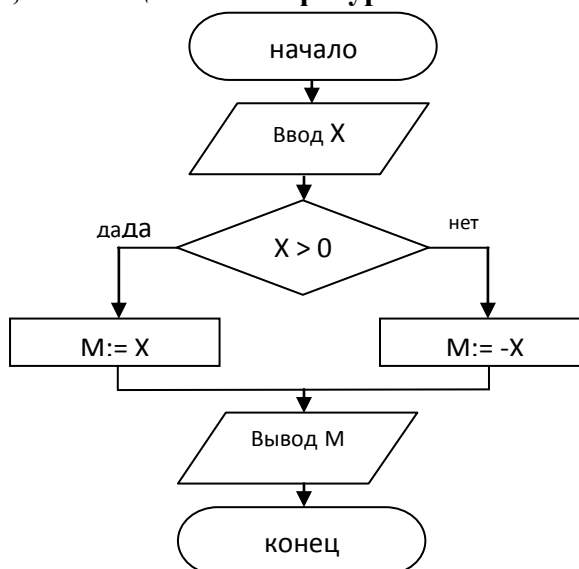 начало
Ввод X
дада
X > 0
нет
M:= X
M:= -X
Вывод M
конец